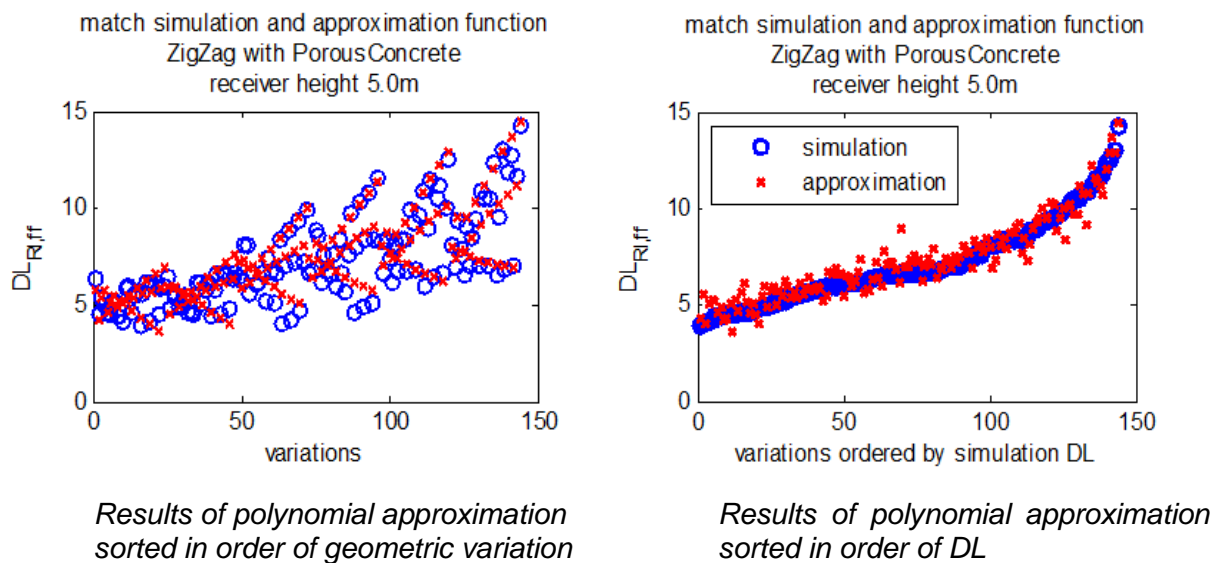 match simulation and approximation function
ZigZag with PorousConcrete
receiver height 5.0m
15
10
5
0
DL_RI,ff
0
50
100
150
variations
Results of polynomial approximation
sorted in order of geometric variation
match simulation and approximation function
ZigZag with PorousConcrete
receiver height 5.0m
15
10
5
0
DL_RI,ff
simulation
approximation
0
50
100
150
variations ordered by simulation DL
Results of polynomial approximation
sorted in order of DL